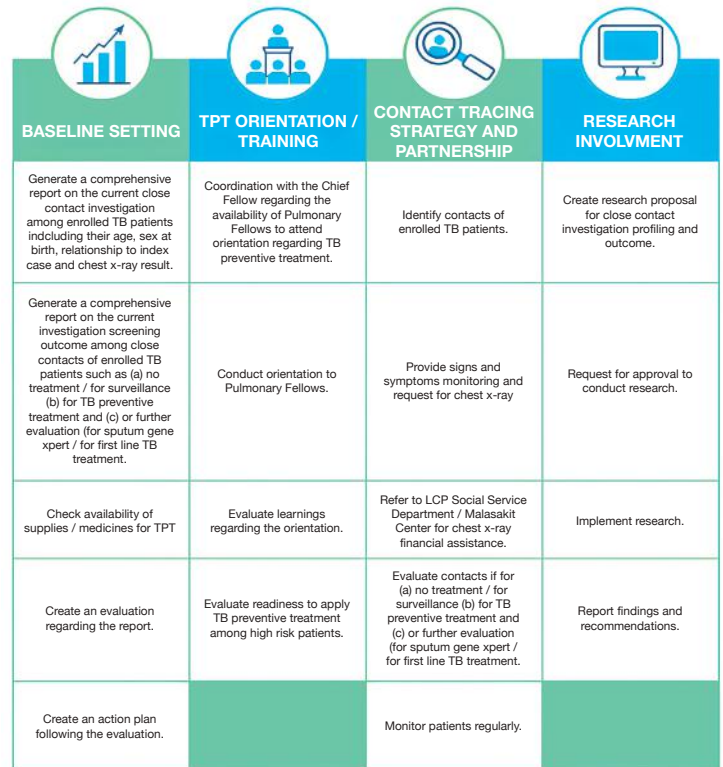 BASELINE SETTING
TPT ORIENTATION /
TRAINING
CONTACT TRACING
STRATEGY AND
PARTNERSHIP
RESEARCH
INVOLVMENT
Generate a comprehensive
report on the current close
contact investigation
among enrolled TB patients
indcluding their age, sex at
birth, relationship to index
case and chest x-ray result.
Coordination with the Chief
Fellow regarding the
availability of Pulmonary
Fellows to attend
orientation regarding TB
preventive treatment.
Identify contacts of
enrolled TB patients.
Create research proposal
for close contact
investigation profiling and
outcome.
Generate a comprehensive
report on the current
investigation screening
outcome among close
contacts of enrolled TB
patients such as (a) no
treatment / for surveillance
(b) for TB preventive
treatment and (c) or further
evaluation (for sputum gene
xpert / for first line TB
treatment.
Conduct orientation to
Pulmonary Fellows.
Provide signs and
symptoms monitoring and
request for chest x-ray
Request for approval to
conduct research.
Check availability of
supplies / medicines for TPT
Evaluate learnings
regarding the orientation.
Refer to LCP Social Service
Department / Malasakit
Center for chest x-ray
financial assistance.
Implement research.
Create an evaluation
regarding the report.
Evaluate readiness to apply
TB preventive treatment
among high risk patients.
Evaluate contacts if for
(a) no treatment / for
surveillance (b) for TB
preventive treatment and
(c) or further evaluation
(for sputum gene xpert /
for first line TB treatment.
Report findings and
recommendations.
Create an action plan
following the evaluation.
Monitor patients regularly.